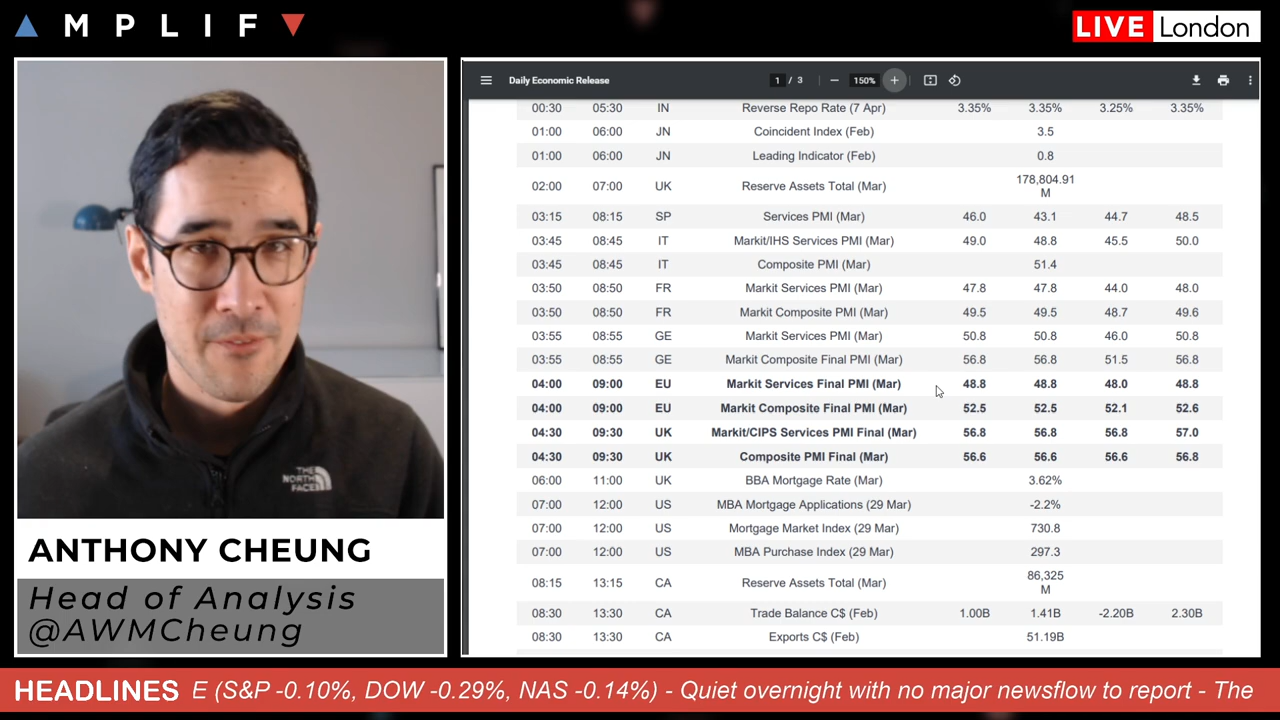 ▲ M P L I F ▼
LIVE London
Daily Economic Release
1 / 3
150%
00:30 05:30 IN Reverse Repo Rate (7 Apr) 3.35% 3.35% 3.25% 3.35%
01:00 06:00 JN Coincident Index (Feb) 3.5
01:00 06:00 JN Leading Indicator (Feb) 0.8
02:00 07:00 UK Reserve Assets Total (Mar) 178,804.91
M
03:15 08:15 SP Services PMI (Mar) 46.0 43.1 44.7 48.5
03:45 08:45 IT Markit/IHS Services PMI (Mar) 49.0 48.8 45.5 50.0
03:45 08:45 IT Composite PMI (Mar) 51.4
03:50 08:50 FR Markit Services PMI (Mar) 47.8 47.8 44.0 48.0
03:50 08:50 FR Markit Composite PMI (Mar) 49.5 49.5 48.7 49.6
03:55 08:55 GE Markit Services PMI (Mar) 50.8 50.8 46.0 50.8
03:55 08:55 GE Markit Composite Final PMI (Mar) 56.8 56.8 51.5 56.8
04:00 09:00 EU Markit Services Final PMI (Mar) 48.8 48.8 48.0 48.8
04:00 09:00 EU Markit Composite Final PMI (Mar) 52.5 52.5 52.1 52.6
04:30 09:30 UK Markit/CIPS Services PMI Final (Mar) 56.8 56.8 56.8 57.0
04:30 09:30 UK Composite PMI Final (Mar) 56.6 56.6 56.6 56.8
06:00 11:00 UK BBA Mortgage Rate (Mar) 3.62%
07:00 12:00 US MBA Mortgage Applications (29 Mar) -2.2%
07:00 12:00 US Mortgage Market Index (29 Mar) 730.8
07:00 12:00 US MBA Purchase Index (29 Mar) 297.3
08:15 13:15 CA Reserve Assets Total (Mar) 86,325
M
08:30 13:30 CA Trade Balance C$ (Feb) 1.00B 1.41B -2.20B 2.30B
08:30 13:30 CA Exports C$ (Feb) 51.19B
THE
NORTH
FACE
ANTHONY CHEUNG
Head of Analysis
@AWMCheung
HEADLINES E (S&P -0.10%, DOW -0.29%, NAS -0.14%) - Quiet overnight with no major newsflow to report - The